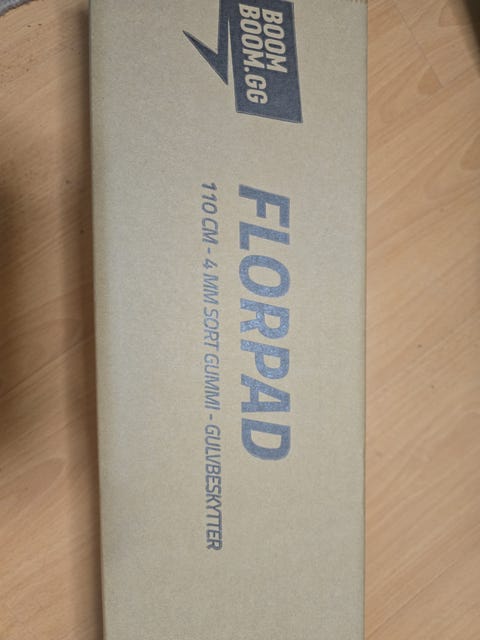 BOOM
BOOM.GG
FLORPAD
110 CM - 4 MM SORT GUMMI - GULVBESKYTTER